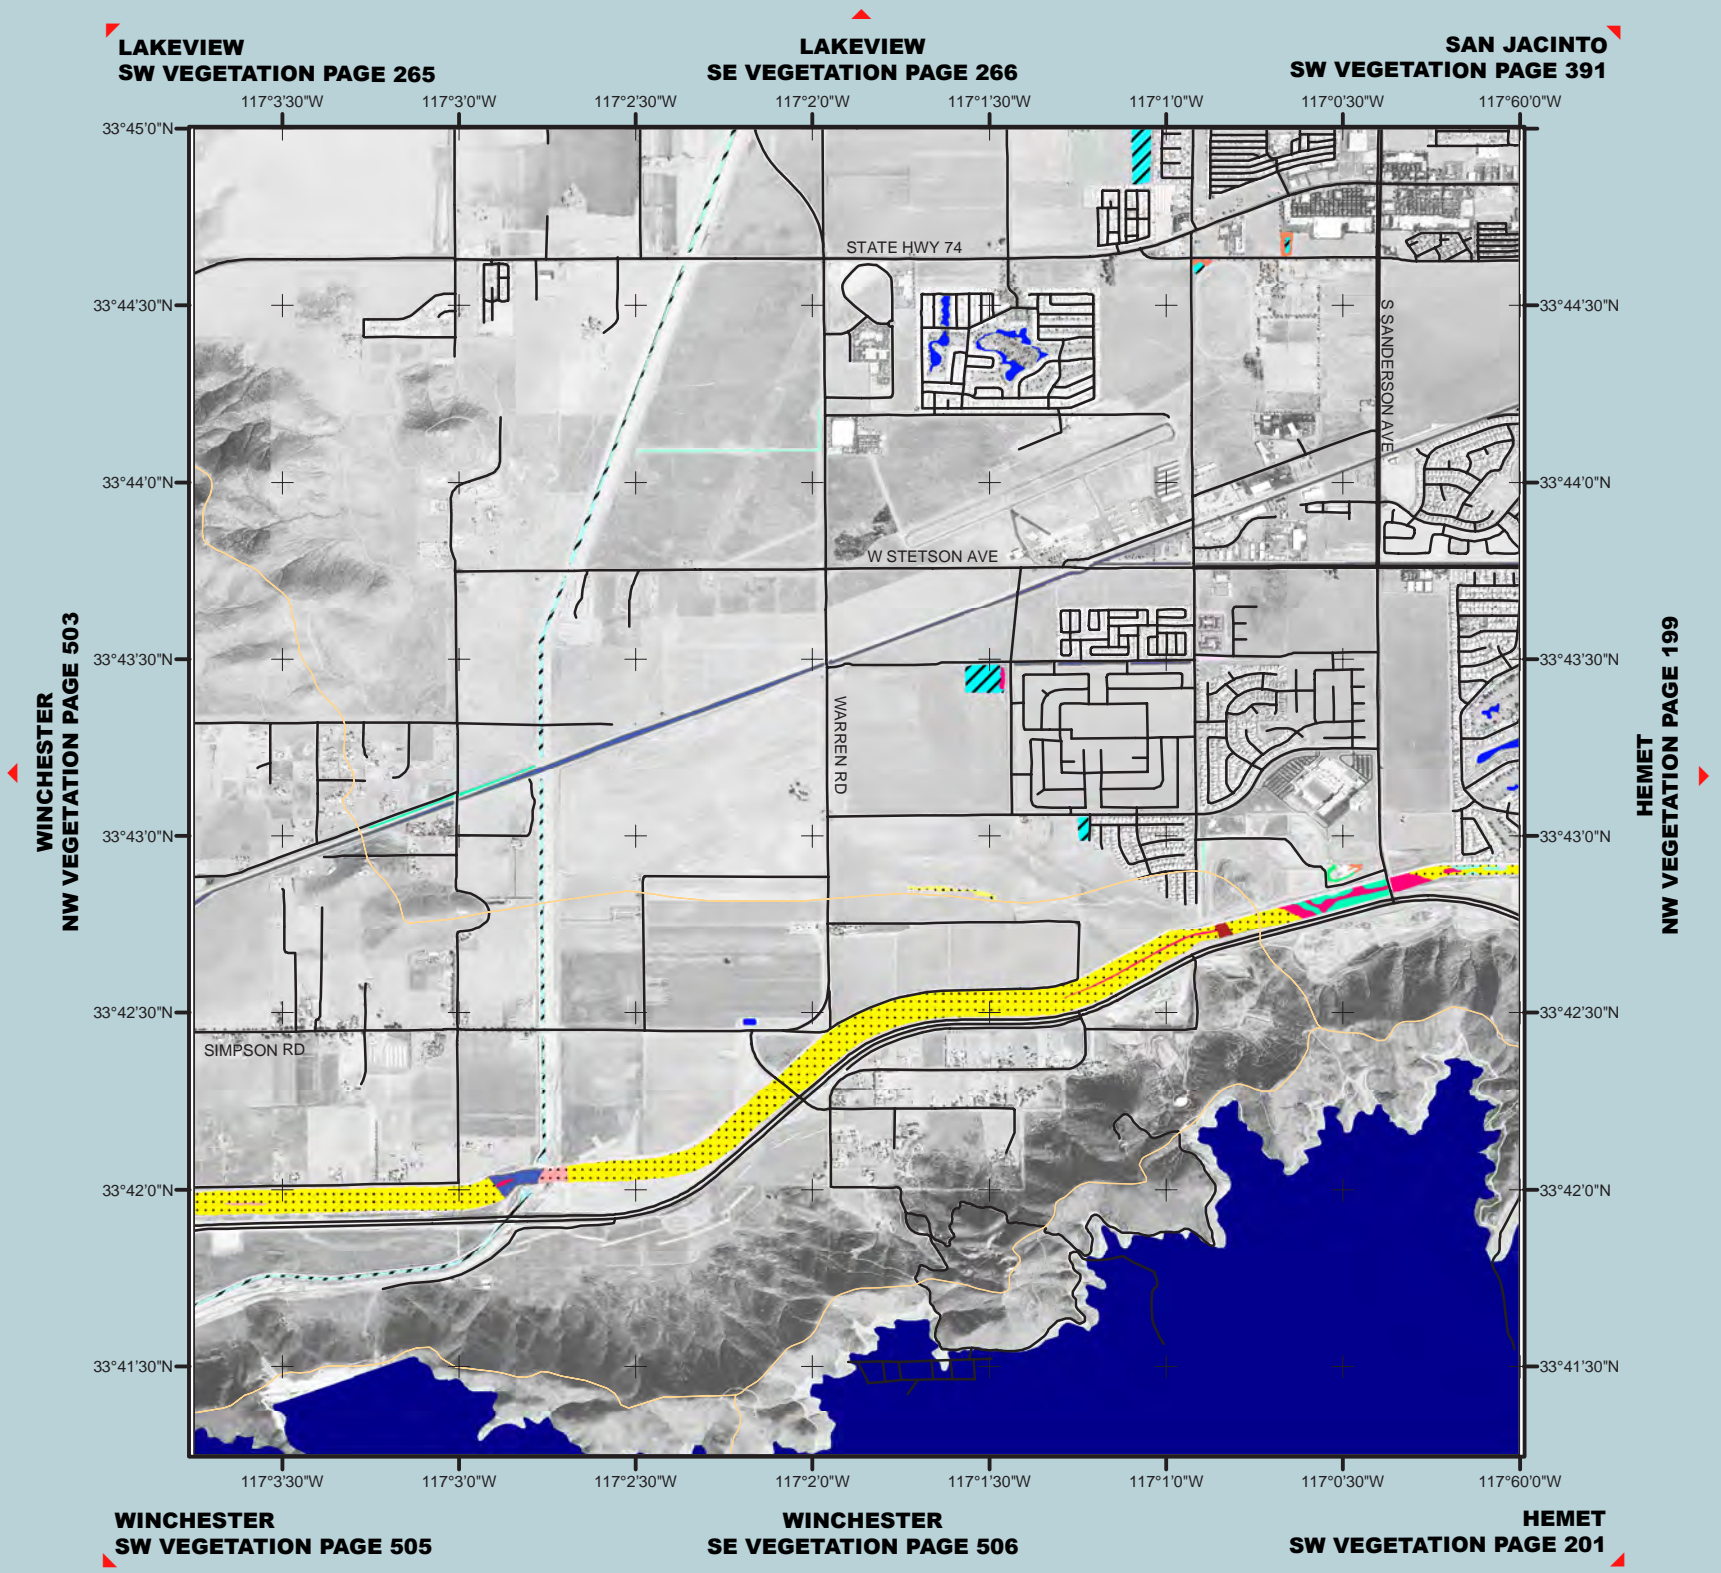 LAKEVIEW
SW VEGETATION PAGE 265
LAKEVIEW
SE VEGETATION PAGE 266
SAN JACINTO
SW VEGETATION PAGE 391
117°3'30"W
117°3'0"W
117°2'30"W
117°2'0"W
117°1'30"W
117°1'0"W
117°0'30"W
117°60'0"W
33°45'0"N
33°44'30"N
33°44'0"N
33°43'30"N
33°43'0"N
33°42'30"N
33°42'0"N
33°41'30"N
WINCHESTER
NW VEGETATION PAGE 503
STATE HWY 74
S SANDERSON AVE
W STETSON AVE
WARREN RD
SIMPSON RD
33°44'30"N
33°44'0"N
33°43'30"N
33°43'0"N
33°42'30"N
33°42'0"N
33°41'30"N
HEMET
NW VEGETATION PAGE 199
117°3'30"W
117°3'0"W
117°2'30"W
117°2'0"W
117°1'30"W
117°1'0"W
117°0'30"W
117°60'0"W
WINCHESTER
SW VEGETATION PAGE 505
WINCHESTER
SE VEGETATION PAGE 506
HEMET
SW VEGETATION PAGE 201